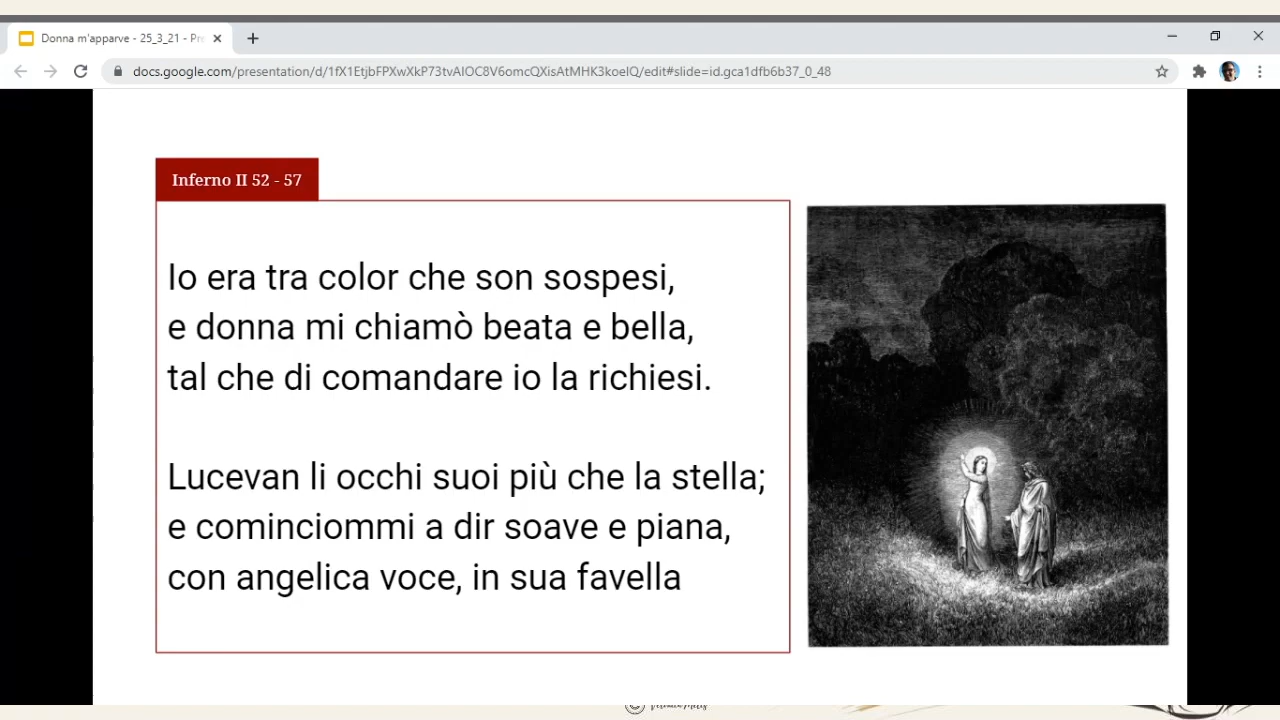 Donna m'apparve - 25_3_21 - Pre
docs.google.com/presentation/d/1fX1EtjbFPXwXkP73tvAIOC8V6omcQXisAtMHK3koeIQ/edit#slide=id.gca1dfb6b37_0_48
Inferno II 52 - 57
Io era tra color che son sospesi,
e donna mi chiamò beata e bella,
tal che di comandare io la richiesi.
Lucevan li occhi suoi più che la stella;
e cominciommi a dir soave e piana,
con angelica voce, in sua favella